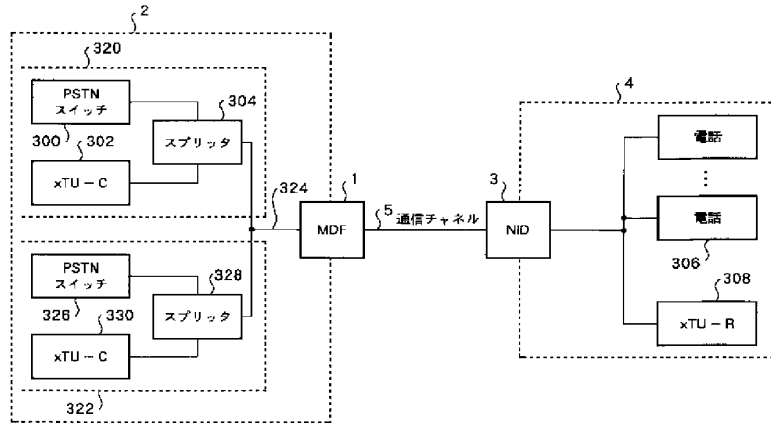 2
320
PSTN
スイッチ
300
302
xTU-C
304
スプリッタ
324
1
MDF
5
通信チャネル
3
NID
4
電話
⋮
電話
306
308
xTU-R
PSTN
スイッチ
326
330
xTU-C
328
スプリッタ
322